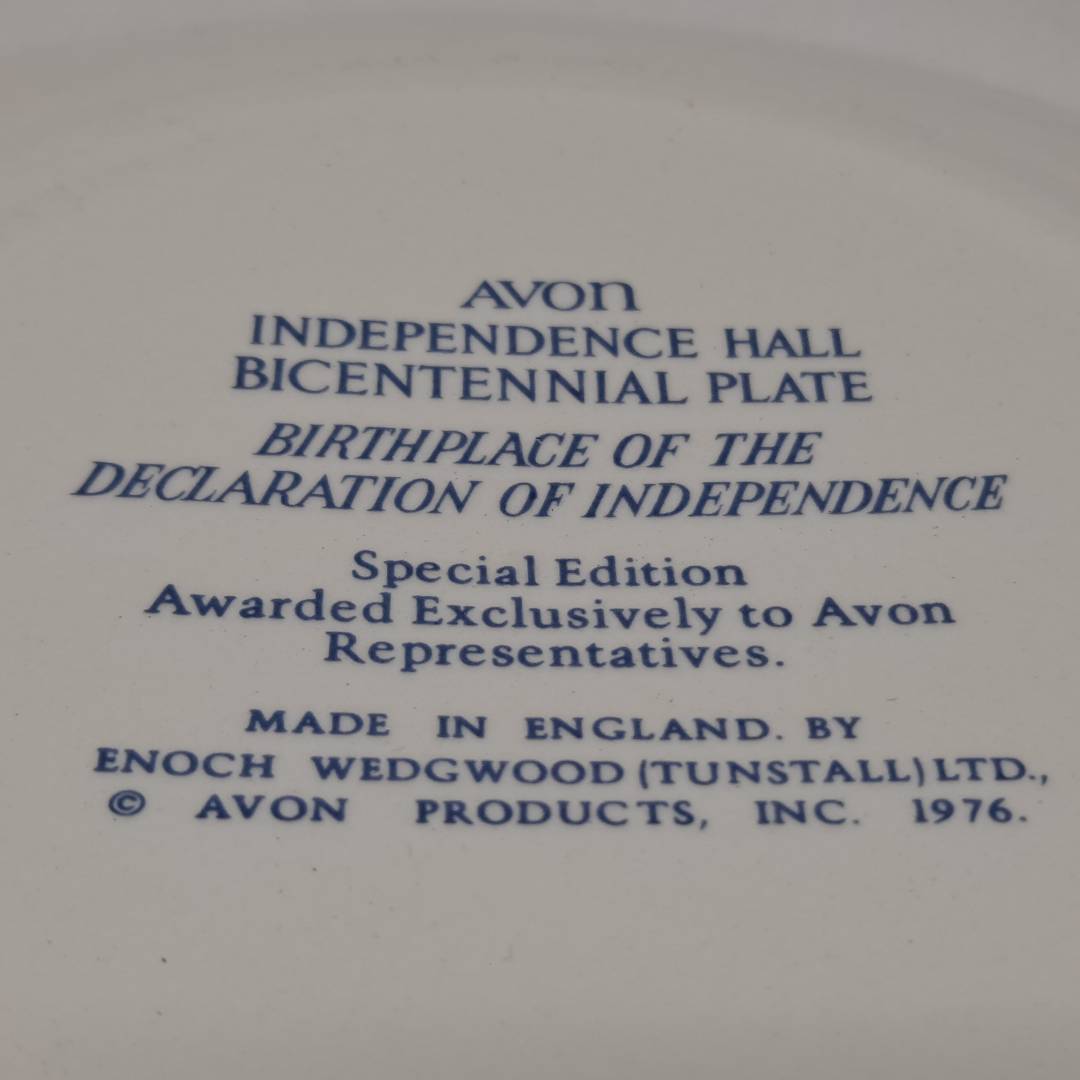 AVON
INDEPENDENCE HALL
BICENTENNIAL PLATE
BIRTHPLACE OF THE
DECLARATION OF INDEPENDENCE
Special Edition
Awarded Exclusively to Avon
Representatives.
MADE IN ENGLAND. BY
ENOCH WEDGWOOD (TUNSTALL) LTD.,
© AVON PRODUCTS, INC. 1976.